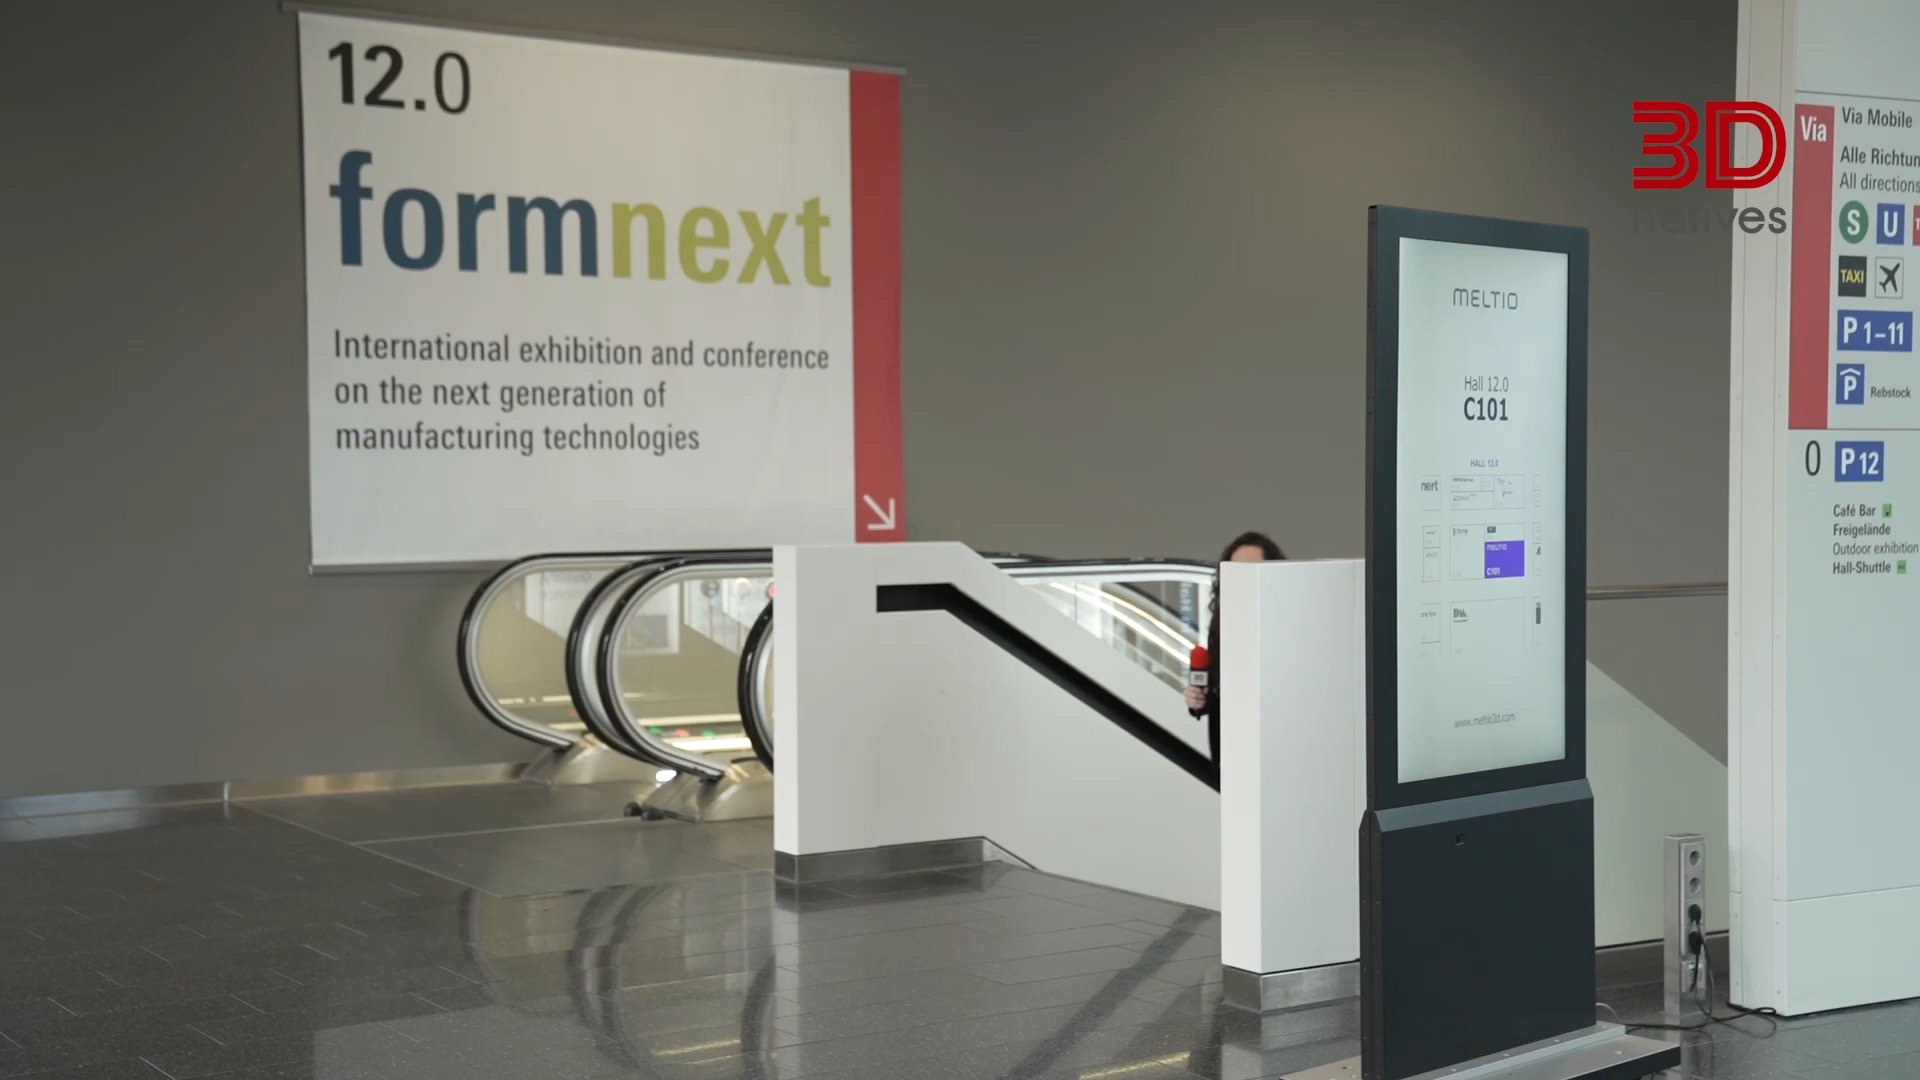 12.0
formnext
International exhibition and conference
on the next generation of
manufacturing technologies
MELTIO
Hall 12.0
C101
HALL 12.0
MELTIO
C101
www.meltio3d.com
3D
natives
Via
Via Mobile
Alle Richtun
All directions
S U
TAXI
P 1–11
P Rebstock
0 P 12
Café Bar
Freigelände
Outdoor exhibition
Hall-Shuttle